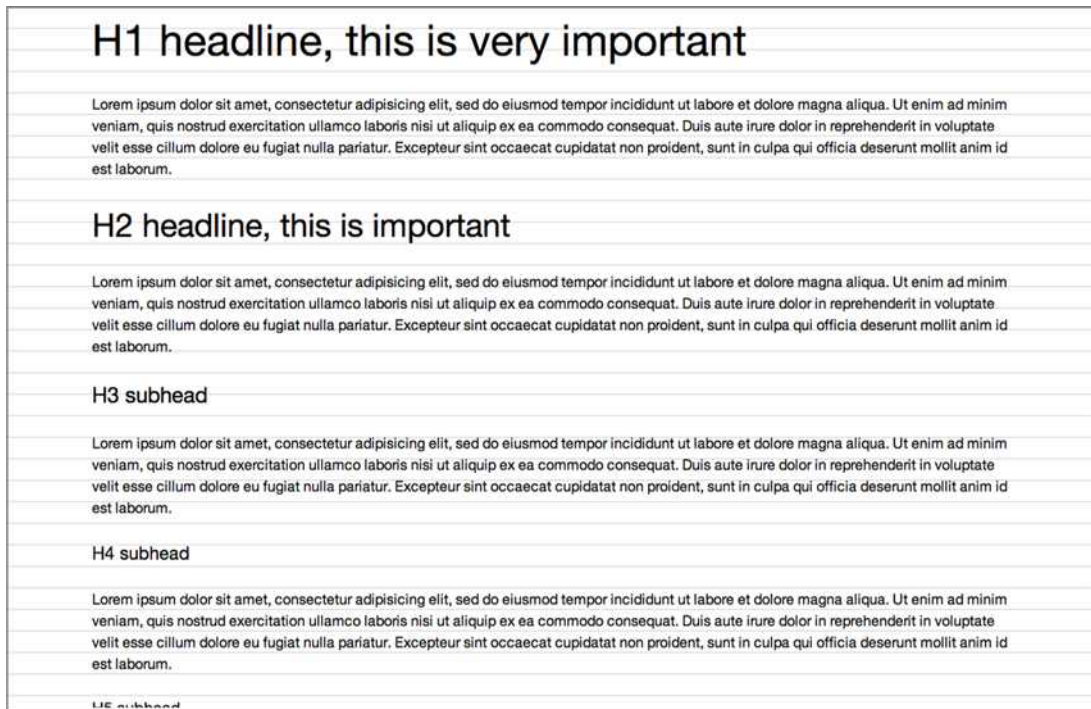 H1 headline, this is very important
Lorem ipsum dolor sit amet, consectetur adipisicing elit, sed do eiusmod tempor incididunt ut labore et dolore magna aliqua. Ut enim ad minim
veniam, quis nostrud exercitation ullamco laboris nisi ut aliquip ex ea commodo consequat. Duis aute irure dolor in reprehenderit in voluptate
velit esse cillum dolore eu fugiat nulla pariatur. Excepteur sint occaecat cupidatat non proident, sunt in culpa qui officia deserunt mollit anim id
est laborum.
H2 headline, this is important
Lorem ipsum dolor sit amet, consectetur adipisicing elit, sed do eiusmod tempor incididunt ut labore et dolore magna aliqua. Ut enim ad minim
veniam, quis nostrud exercitation ullamco laboris nisi ut aliquip ex ea commodo consequat. Duis aute irure dolor in reprehenderit in voluptate
velit esse cillum dolore eu fugiat nulla pariatur. Excepteur sint occaecat cupidatat non proident, sunt in culpa qui officia deserunt mollit anim id
est laborum.
H3 subhead
Lorem ipsum dolor sit amet, consectetur adipisicing elit, sed do eiusmod tempor incididunt ut labore et dolore magna aliqua. Ut enim ad minim
veniam, quis nostrud exercitation ullamco laboris nisi ut aliquip ex ea commodo consequat. Duis aute irure dolor in reprehenderit in voluptate
velit esse cillum dolore eu fugiat nulla pariatur. Excepteur sint occaecat cupidatat non proident, sunt in culpa qui officia deserunt mollit anim id
est laborum.
H4 subhead
Lorem ipsum dolor sit amet, consectetur adipisicing elit, sed do eiusmod tempor incididunt ut labore et dolore magna aliqua. Ut enim ad minim
veniam, quis nostrud exercitation ullamco laboris nisi ut aliquip ex ea commodo consequat. Duis aute irure dolor in reprehenderit in voluptate
velit esse cillum dolore eu fugiat nulla pariatur. Excepteur sint occaecat cupidatat non proident, sunt in culpa qui officia deserunt mollit anim id
est laborum.
H5 subhead